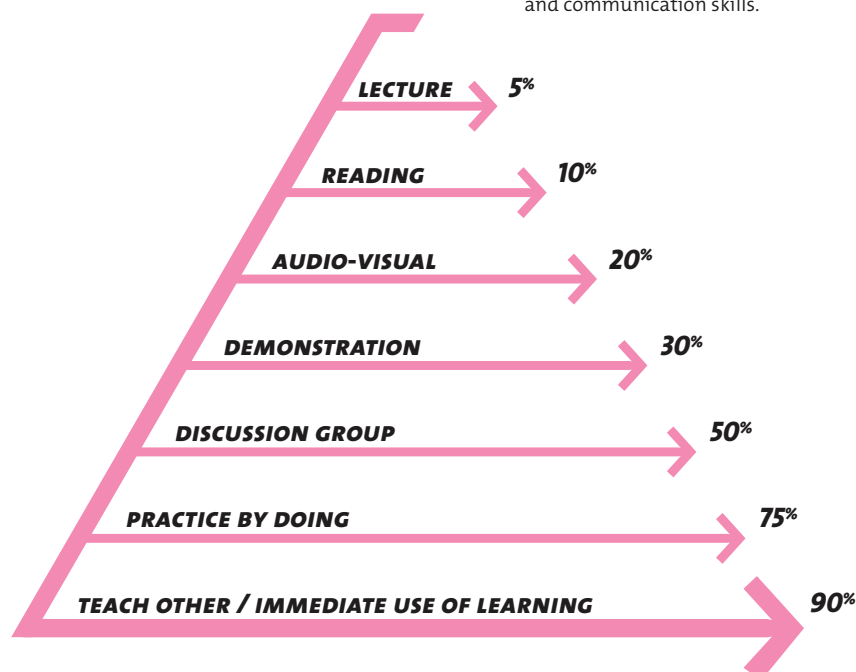 and communication skills.
LECTURE 5%
READING 10%
AUDIO-VISUAL 20%
DEMONSTRATION 30%
DISCUSSION GROUP 50%
PRACTICE BY DOING 75%
TEACH OTHER / IMMEDIATE USE OF LEARNING 90%